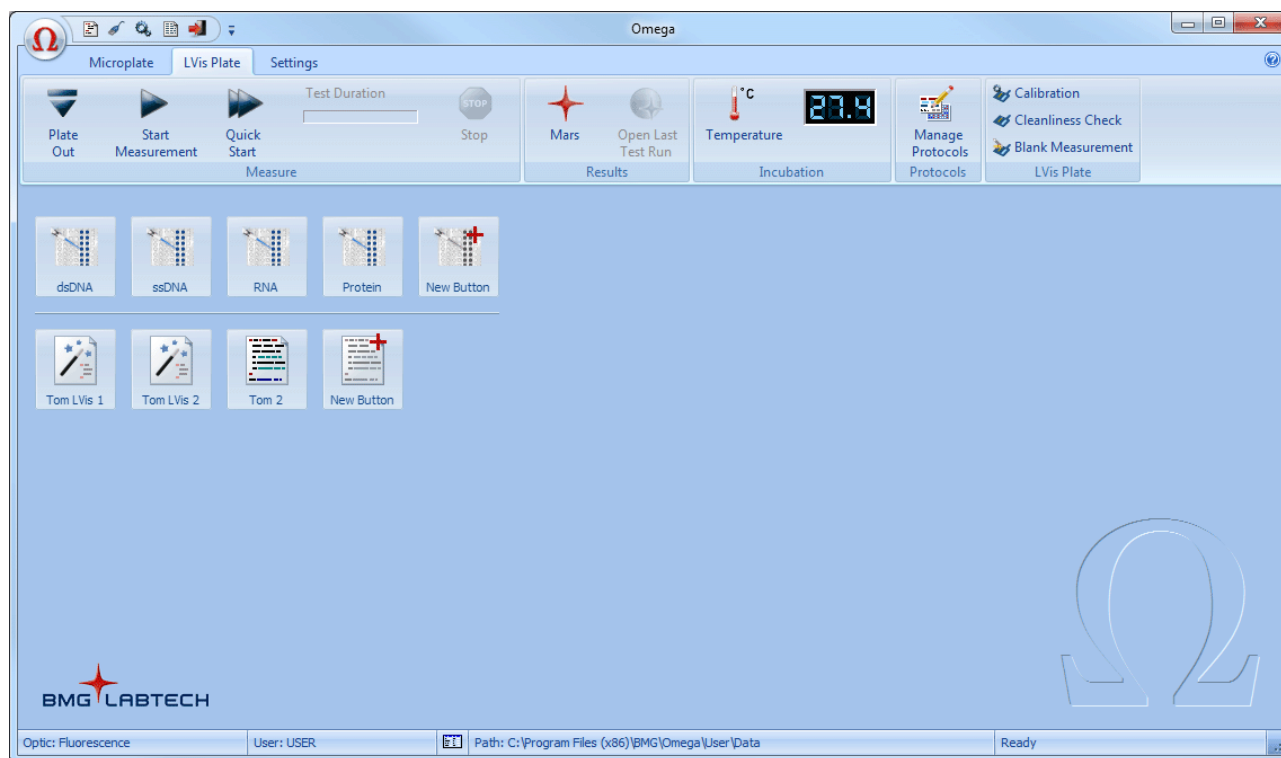 Omega
Microplate LVis Plate Settings
Plate Out
Start Measurement
Quick Start
Test Duration
STOP
Stop
Measure
Mars
Open Last Test Run
Results
°C
Temperature
27.4
Incubation
Manage Protocols
Protocols
Calibration
Cleanliness Check
Blank Measurement
LVis Plate
dsDNA ssDNA RNA Protein New Button
Tom LVis 1 Tom LVis 2 Tom 2 New Button
Ω
BMG LABTECH
Optic: Fluorescence User: USER Path: C:\Program Files (x86)\BMG\Omega\User\Data Ready